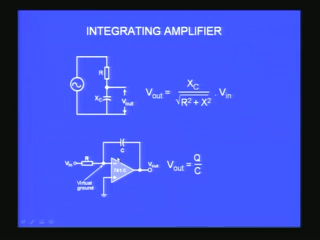 INTEGRATING AMPLIFIER
R
X_C
V_out
V_out = X_C / √R² + X² . V_in
V_in
R
C
V_out
Virtual
ground
V_out = Q / C